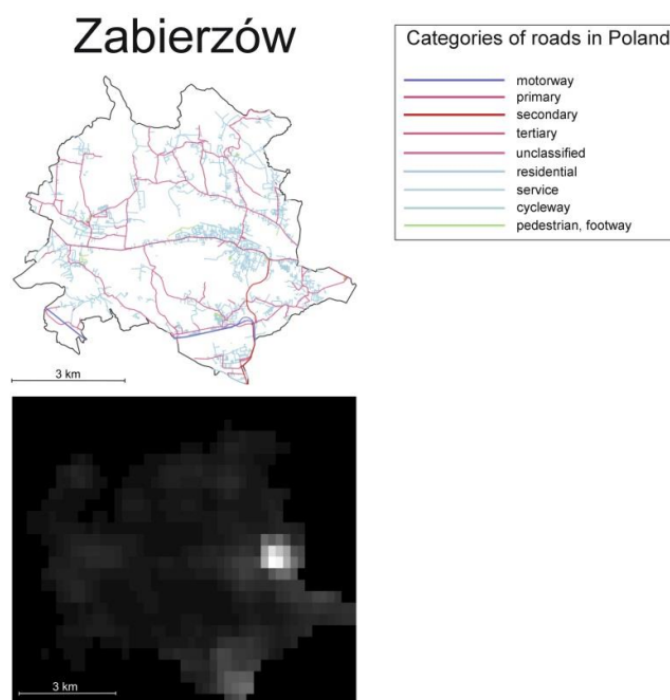 Zabierzów
Categories of roads in Poland
motorway
primary
secondary
tertiary
unclassified
residential
service
cycleway
pedestrian, footway
3 km
3 km